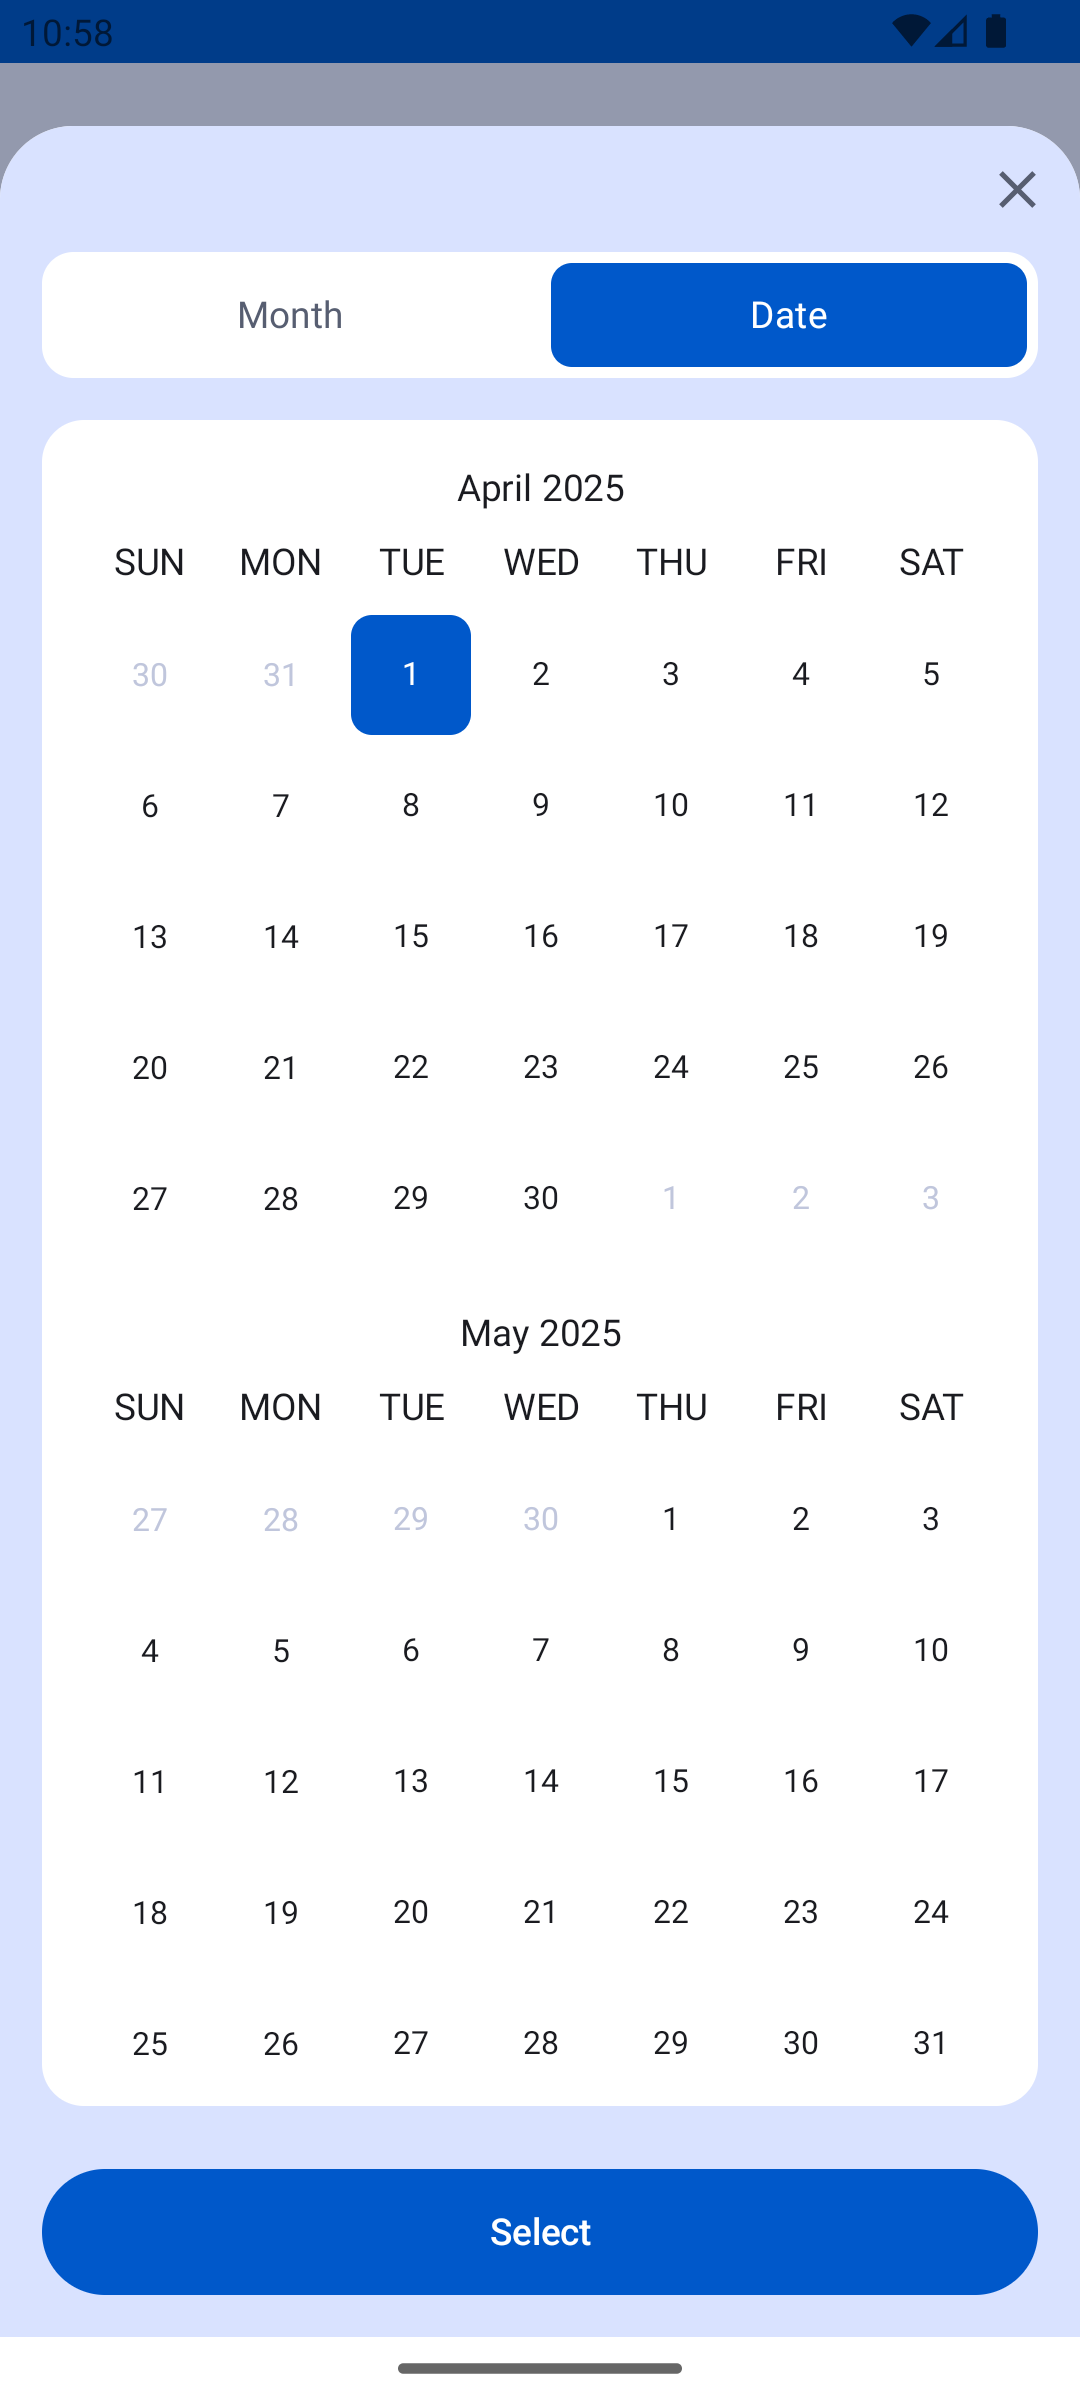 10:58
Month Date
April 2025
SUN MON TUE WED THU FRI SAT
30 31 1 2 3 4 5
6 7 8 9 10 11 12
13 14 15 16 17 18 19
20 21 22 23 24 25 26
27 28 29 30 1 2 3
May 2025
SUN MON TUE WED THU FRI SAT
27 28 29 30 1 2 3
4 5 6 7 8 9 10
11 12 13 14 15 16 17
18 19 20 21 22 23 24
25 26 27 28 29 30 31
Select